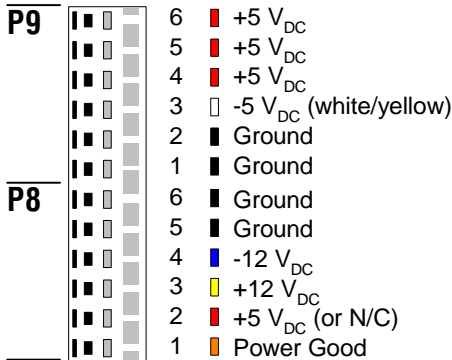 P9 6 +5 VDC
5 +5 VDC
4 +5 VDC
3 -5 VDC (white/yellow)
2 Ground
1 Ground
P8 6 Ground
5 Ground
4 -12 VDC
3 +12 VDC
2 +5 VDC (or N/C)
1 Power Good